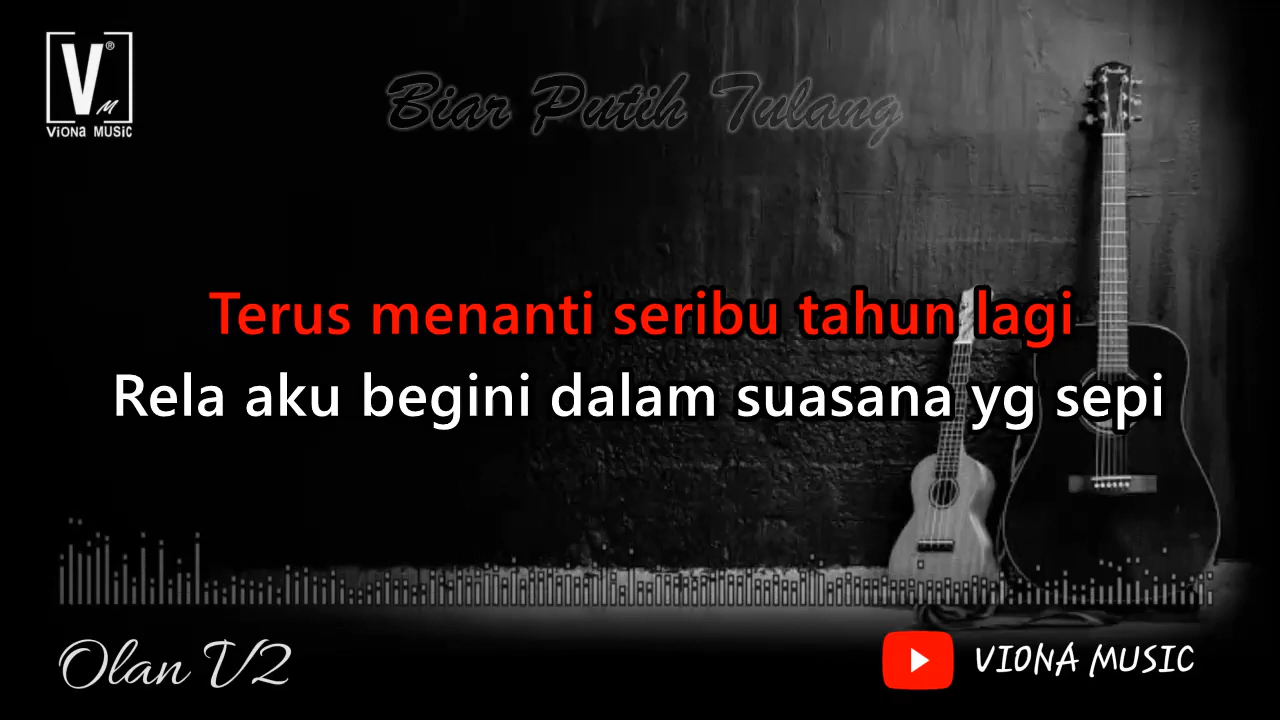 V®
M
ViONa MUSiC
Biar Putih Tulang
Terus menanti seribu tahun lagi
Rela aku begini dalam suasana yg sepi
Olan V2
VIONA MUSIC